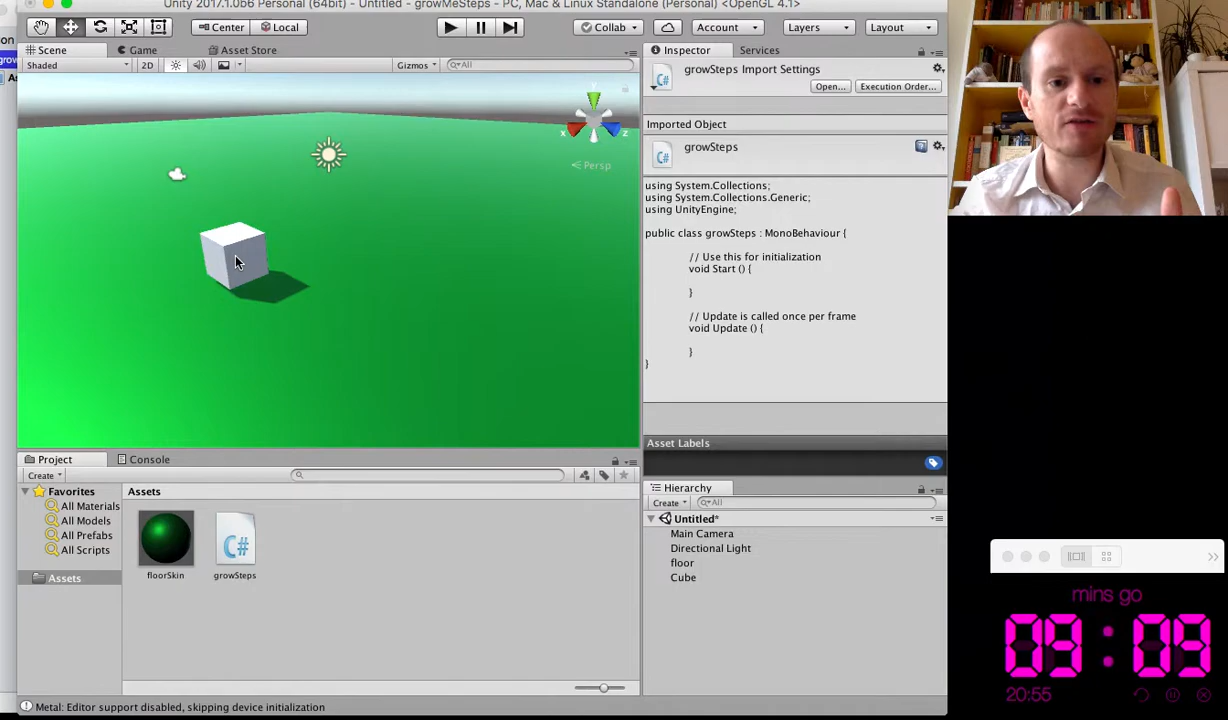 Unity 2017.1.0b6 Personal (64bit) - Untitled - growMeSteps - PC, Mac & Linux Standalone (Personal) <OpenGL 4.1>
Center Local
Collab Account Layers Layout
Scene Game Asset Store
Shaded 2D Gizmos All
y
x z
Persp
Inspector Services
growSteps Import Settings
Open... Execution Order...
Imported Object
C# growSteps
using System.Collections;
using System.Collections.Generic;
using UnityEngine;
public class growSteps : MonoBehaviour {
// Use this for initialization
void Start () {
}
// Update is called once per frame
void Update () {
}
}
Asset Labels
Hierarchy
Create All
Untitled*
Main Camera
Directional Light
floor
Cube
Project Console
Create
Favorites
All Materials
All Models
All Prefabs
All Scripts
Assets
Assets
C#
floorSkin growSteps
Metal: Editor support disabled, skipping device initialization
mins go
09:09
20:55